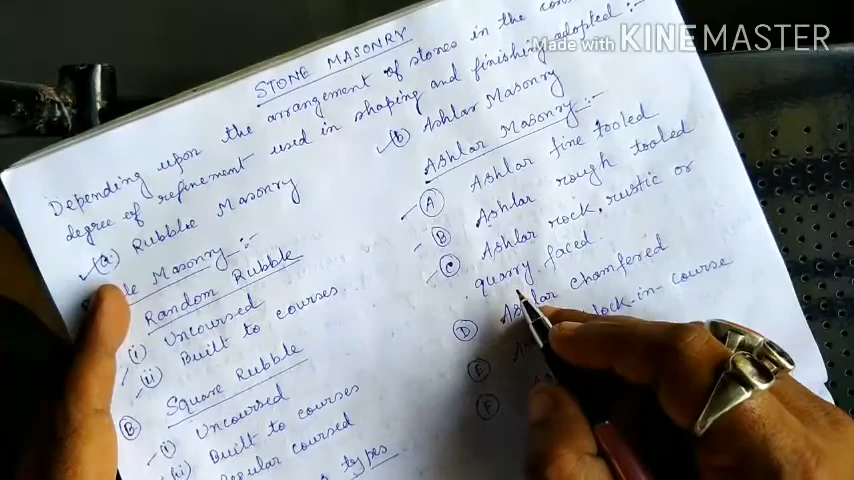 Made with KINEMASTER
STONE MASONRY
Depending upon the arrangement of stones in the
degree of refinement used in shaping and finishing adopted :-
(a) Rubble Masonry
(b) Ashlar Masonry
Masonry :-
Random Rubble
(i) Uncoursed
(ii) Built to courses.
(B) Square Rubble
(i) Uncoursed
(ii) Built to courses
Regular coursed
types
Ashlar Masonry :-
(A) Ashlar fine tooled
(B) Ashlar rough tooled
Ashlar rock, rustic or
quarry faced.
(D) Ashlar chamfered
(E) in-course
(F)